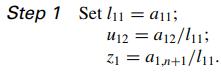 Step 1 Set l₁₁ = a₁₁;
u₁₂ = a₁₂/l₁₁;
z₁ = a₁,ₙ₊₁/l₁₁.